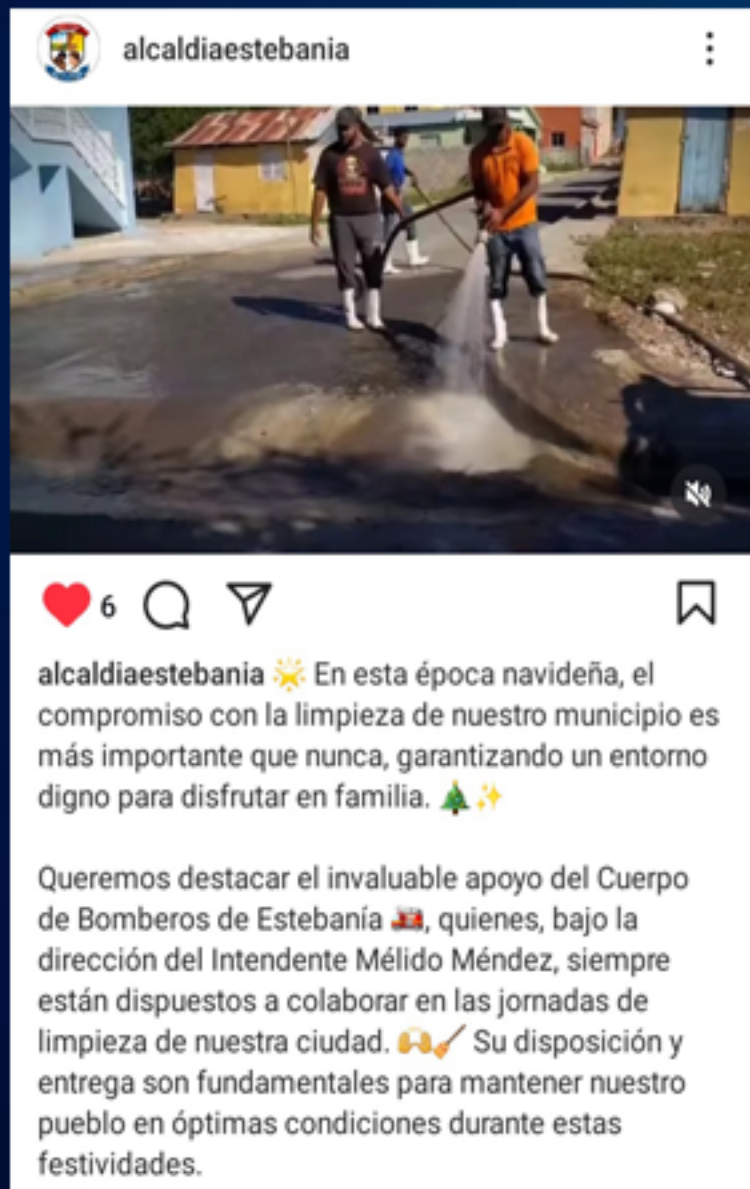 alcaldiaestebania
6
alcaldiaestebania 🌟 En esta época navideña, el
compromiso con la limpieza de nuestro municipio es
más importante que nunca, garantizando un entorno
digno para disfrutar en familia. 🎄✨
Queremos destacar el invaluable apoyo del Cuerpo
de Bomberos de Estebanía 🚒, quienes, bajo la
dirección del Intendente Mélido Méndez, siempre
están dispuestos a colaborar en las jornadas de
limpieza de nuestra ciudad. 🙌🧹 Su disposición y
entrega son fundamentales para mantener nuestro
pueblo en óptimas condiciones durante estas
festividades.